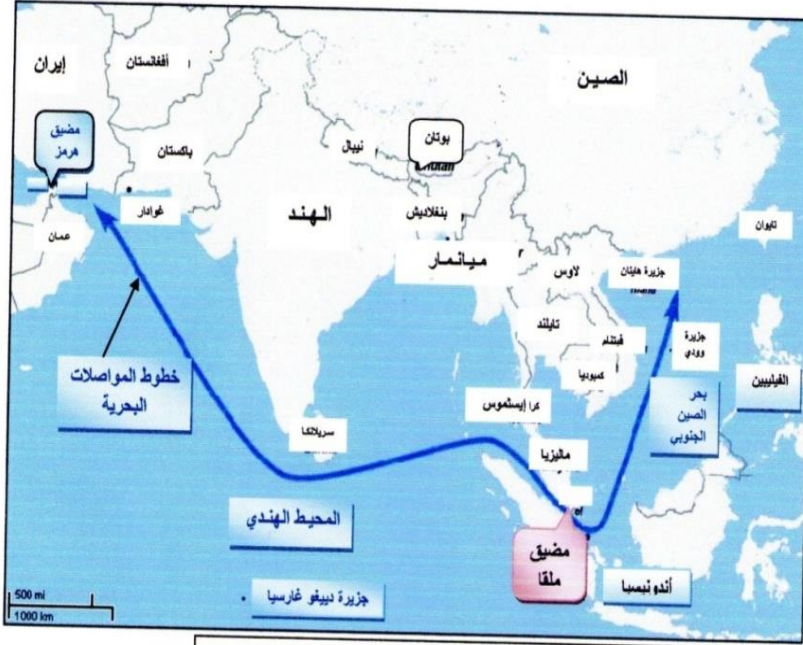 إيران
أفغانستان
الصين
مضيق
هرمز
باكستان
نيبال
بوتان
غوادار
عمان
الهند
بنغلاديش
ميانمار
لاوس
جزيرة هايتان
تايوان
تايلند
فيتنام
جزيرة
وودي
كمبوديا
خطوط المواصلات
البحرية
الفيليبين
بحر
الصين
الجنوبي
كرا إيستموس
سريلانكا
ماليزيا
المحيط الهندي
مضيق
ملقا
أندونيسيا
جزيرة دييغو غارسيا
500 mi
1000 km